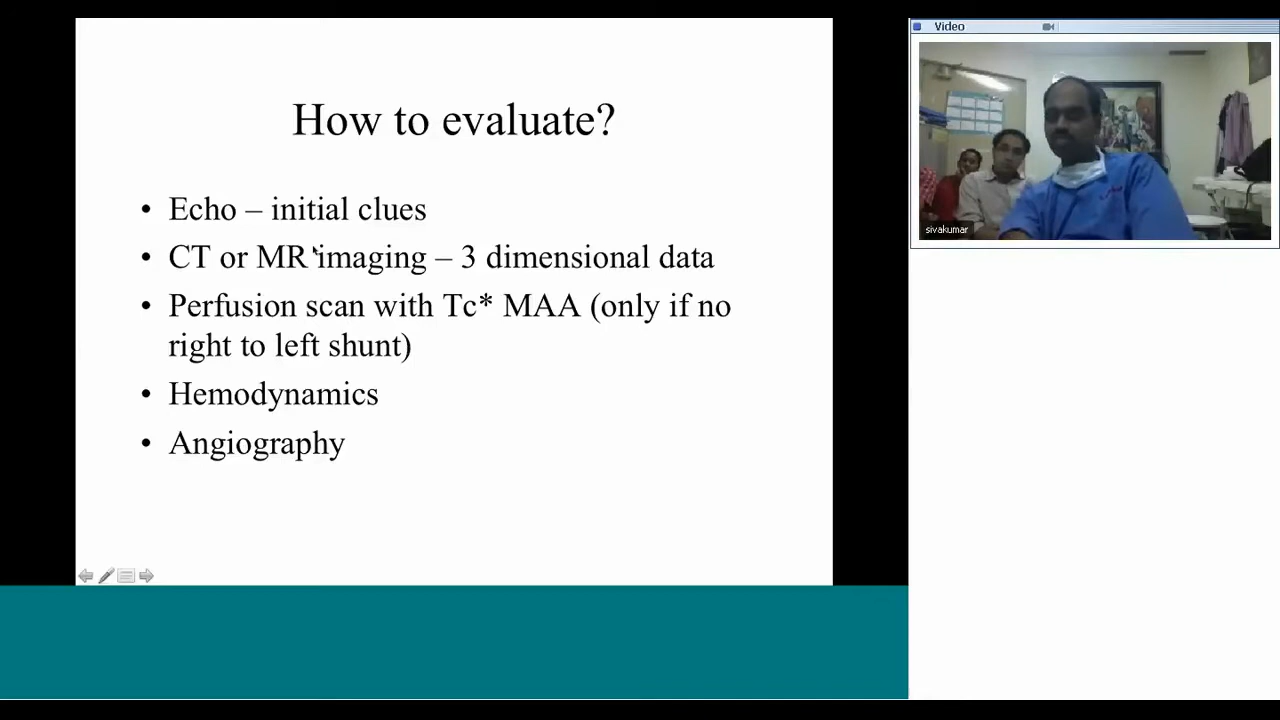 How to evaluate?
• Echo – initial clues
• CT or MR imaging – 3 dimensional data
• Perfusion scan with Tc* MAA (only if no
right to left shunt)
• Hemodynamics
• Angiography
Video
sivakumar